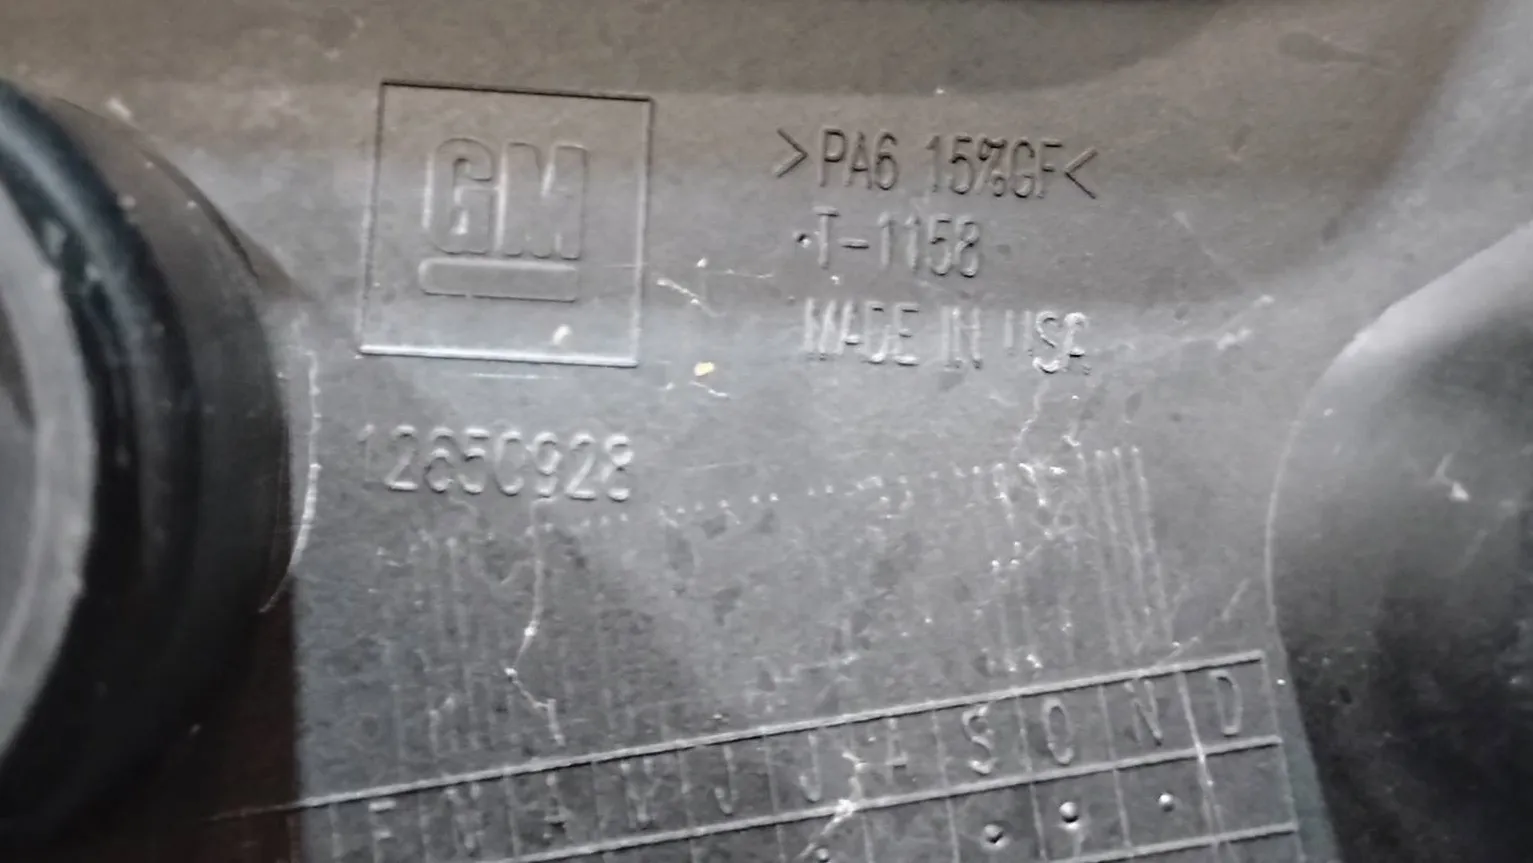 GM
>PA6 15%GF<
T-1158
MADE IN USA
12650928
F M A M J J A S O N D